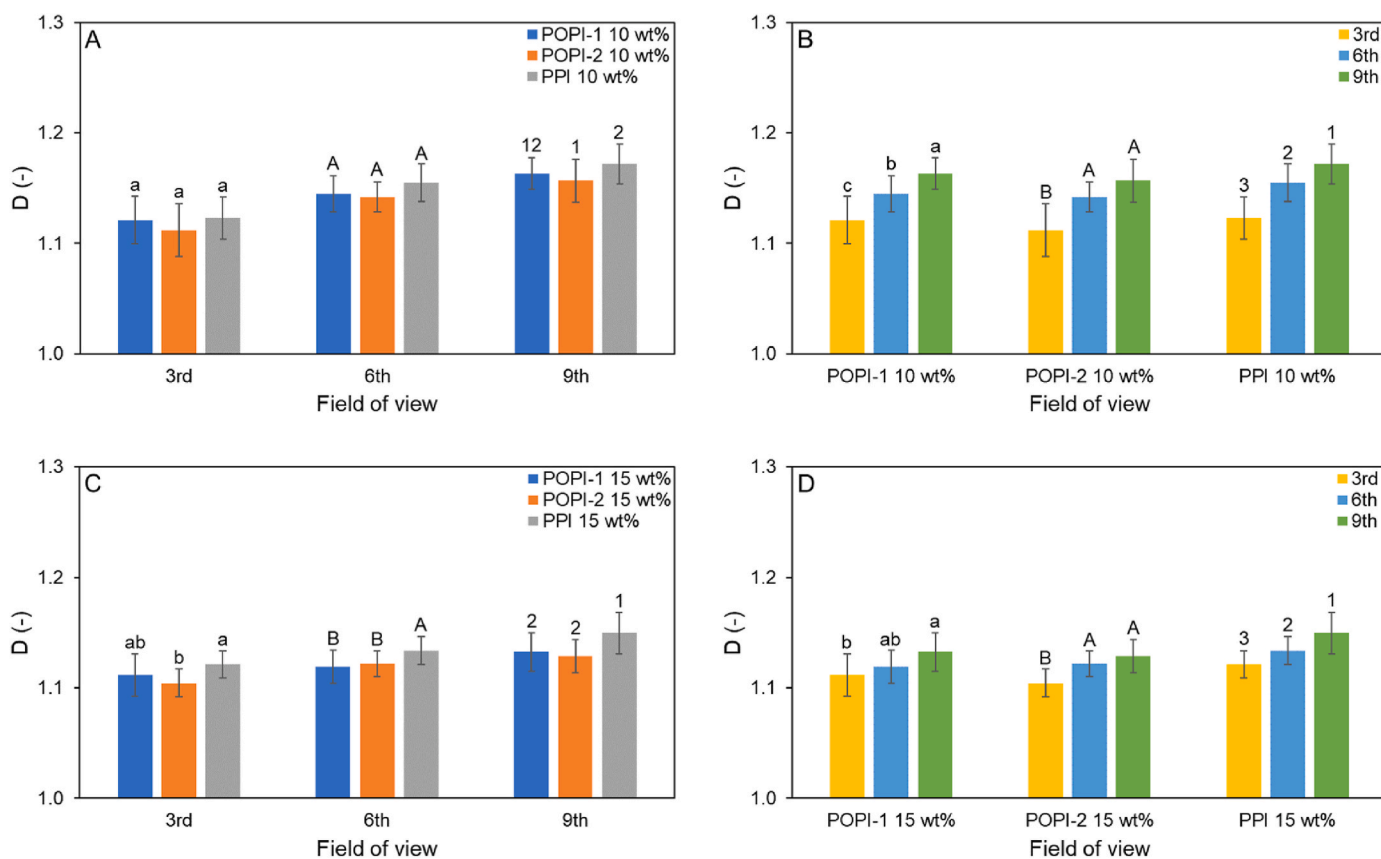 A
POPI-1 10 wt%
POPI-2 10 wt%
PPI 10 wt%
1.3
1.2
1.1
1.0
D (-)
a a a
A A A
12 1 2
3rd 6th 9th
Field of view
B
3rd
6th
9th
1.3
1.2
1.1
1.0
D (-)
c b a
B A A
3 2 1
POPI-1 10 wt% POPI-2 10 wt% PPI 10 wt%
Field of view
C
POPI-1 15 wt%
POPI-2 15 wt%
PPI 15 wt%
1.3
1.2
1.1
1.0
D (-)
ab b a
B B A
2 2 1
3rd 6th 9th
Field of view
D
3rd
6th
9th
1.3
1.2
1.1
1.0
D (-)
b ab a
B A A
3 2 1
POPI-1 15 wt% POPI-2 15 wt% PPI 15 wt%
Field of view